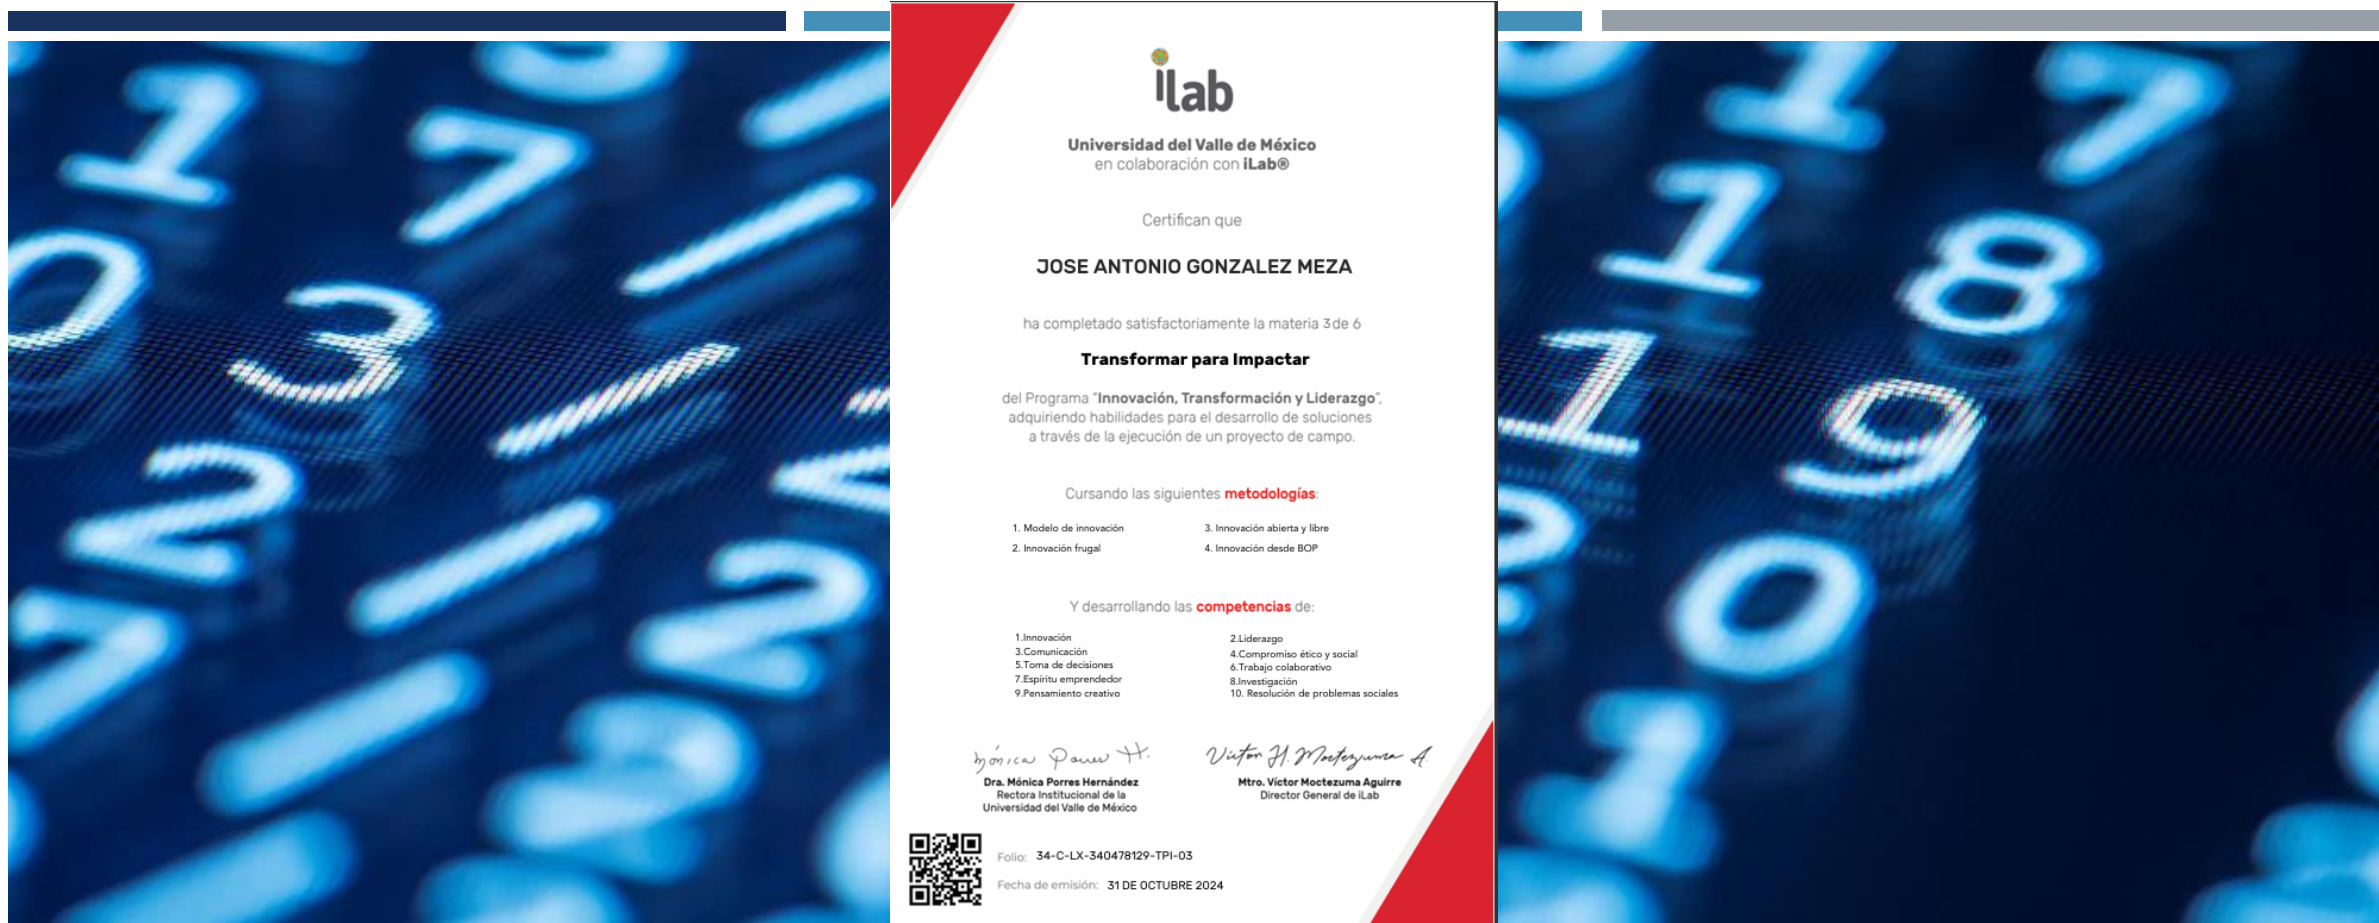 ilab
Universidad del Valle de México
en colaboración con iLab®
Certifican que
JOSE ANTONIO GONZALEZ MEZA
ha completado satisfactoriamente la materia 3 de 6
Transformar para Impactar
del Programa "Innovación, Transformación y Liderazgo",
adquiriendo habilidades para el desarrollo de soluciones
a través de la ejecución de un proyecto de campo.
Cursando las siguientes metodologías:
1. Modelo de innovación
3. Innovación abierta y libre
2. Innovación frugal
4. Innovación desde BOP
Y desarrollando las competencias de:
1.Innovación
2.Liderazgo
3.Comunicación
4.Compromiso ético y social
5.Toma de decisiones
6.Trabajo colaborativo
7.Espíritu emprendedor
8.Investigación
9.Pensamiento creativo
10. Resolución de problemas sociales
Mónica Porres H.
Victor H. Moctezuma A.
Dra. Mónica Porres Hernández
Rectora Institucional de la
Universidad del Valle de México
Mtro. Víctor Moctezuma Aguirre
Director General de iLab
Folio: 34-C-LX-340478129-TPI-03
Fecha de emisión: 31 DE OCTUBRE 2024